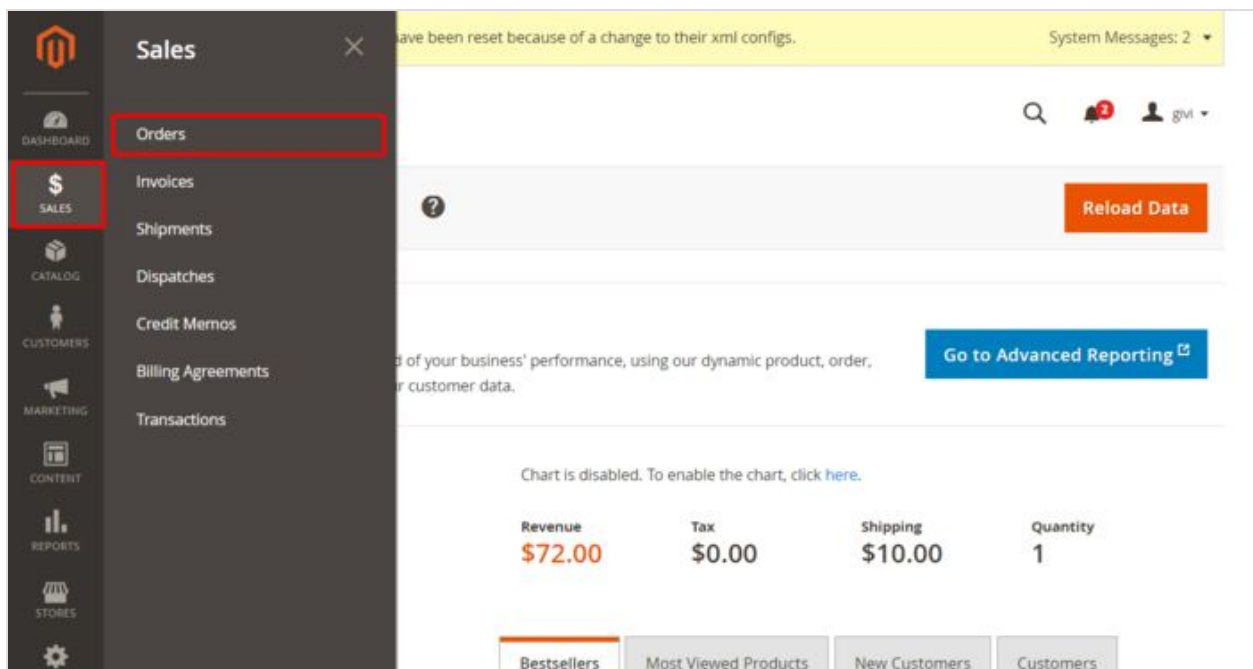 Sales
DASHBOARD
SALES
CATALOG
CUSTOMERS
MARKETING
CONTENT
REPORTS
STORES
Orders
Invoices
Shipments
Dispatches
Credit Memos
Billing Agreements
Transactions
have been reset because of a change to their xml configs.
System Messages: 2
2
givi
?
Reload Data
d of your business' performance, using our dynamic product, order,
r customer data.
Go to Advanced Reporting
Chart is disabled. To enable the chart, click here.
Revenue Tax Shipping Quantity
$72.00 $0.00 $10.00 1
Bestsellers Most Viewed Products New Customers Customers